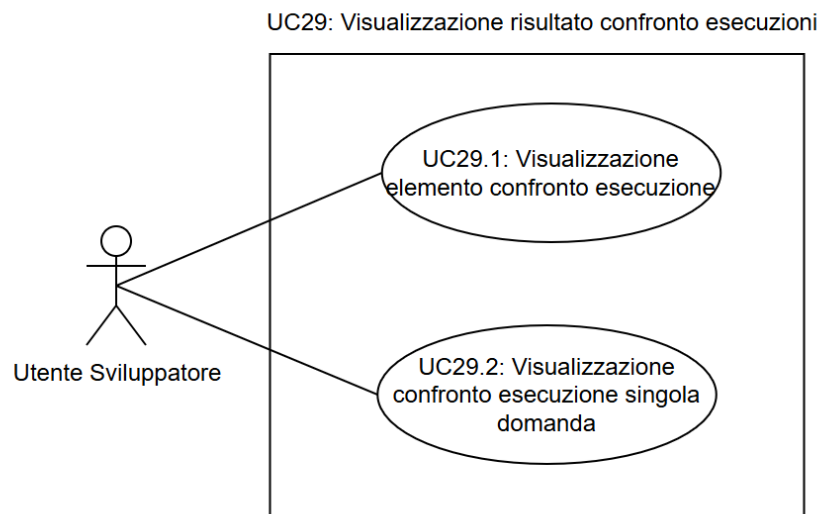 UC29: Visualizzazione risultato confronto esecuzioni
UC29.1: Visualizzazione
elemento confronto esecuzione
Utente Sviluppatore
UC29.2: Visualizzazione
confronto esecuzione singola
domanda